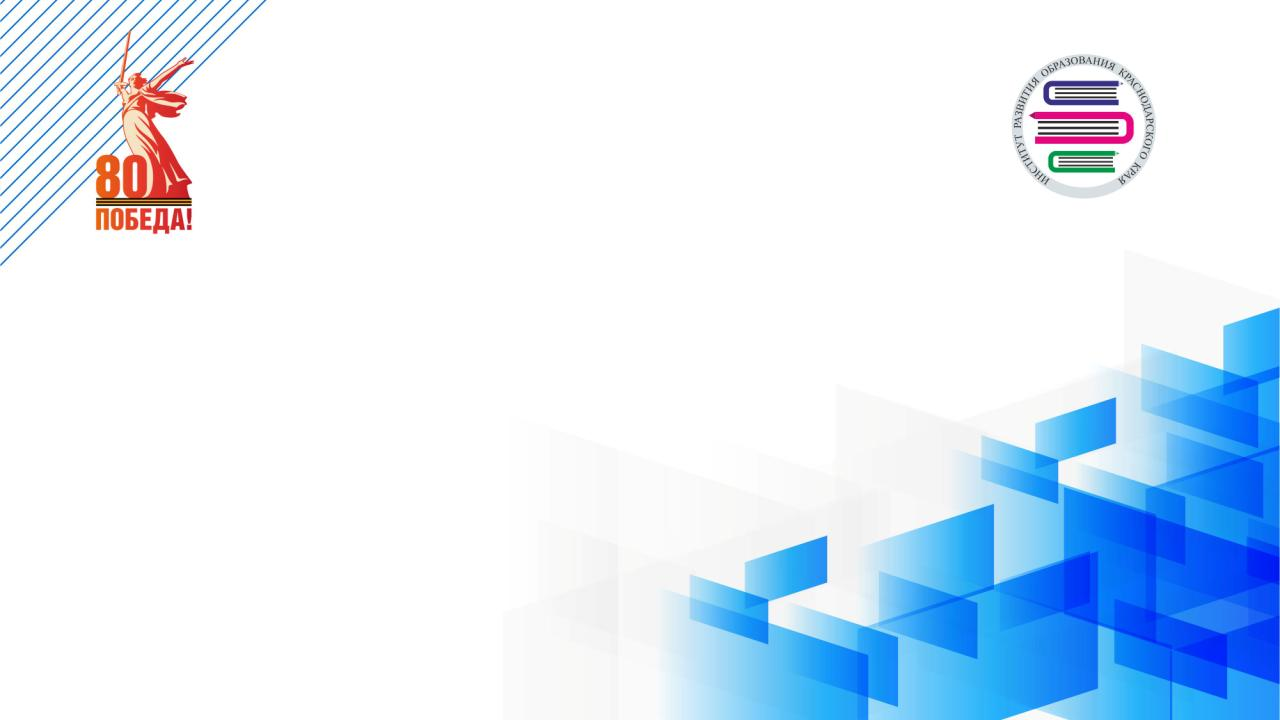 80
ПОБЕДА!
ИНСТИТУТ РАЗВИТИЯ ОБРАЗОВАНИЯ КРАСНОДАРСКОГО КРАЯ